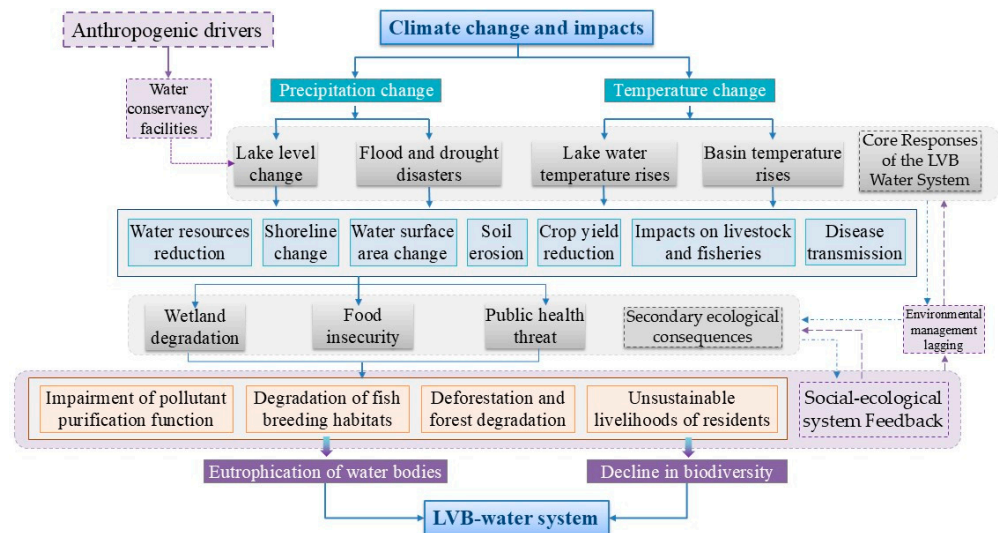 Anthropogenic drivers
Climate change and impacts
Water
conservancy
facilities
Precipitation change
Temperature change
Lake level
change
Flood and drought
disasters
Lake water
temperature rises
Basin temperature
rises
Core Responses
of the LVB
Water System
Water resources
reduction
Shoreline
change
Water surface
area change
Soil
erosion
Crop yield
reduction
Impacts on livestock
and fisheries
Disease
transmission
Wetland
degradation
Food
insecurity
Public health
threat
Secondary ecological
consequences
Environmental
management
lagging
Impairment of pollutant
purification function
Degradation of fish
breeding habitats
Deforestation and
forest degradation
Unsustainable
livelihoods of residents
Social-ecological
system Feedback
Eutrophication of water bodies
Decline in biodiversity
LVB-water system